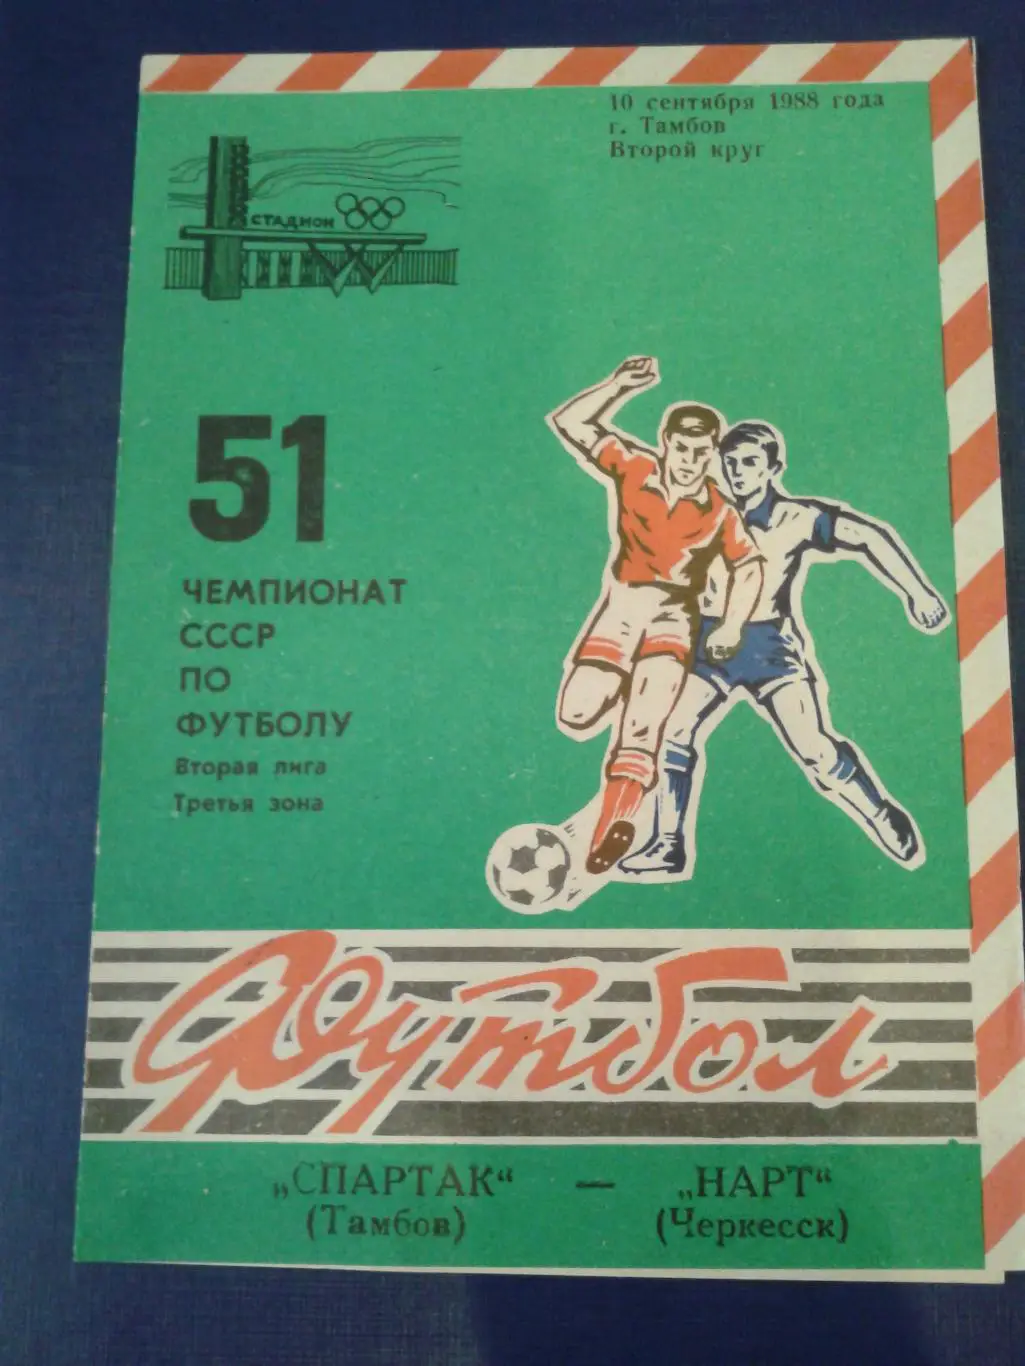 10 сентября 1988 года
г. Тамбов
Второй круг
СТАДИОН
51
ЧЕМПИОНАТ
СССР
ПО
ФУТБОЛУ
Вторая лига
Третья зона
Футбол
„СПАРТАК“ — „НАРТ“
(Тамбов) (Черкесск)